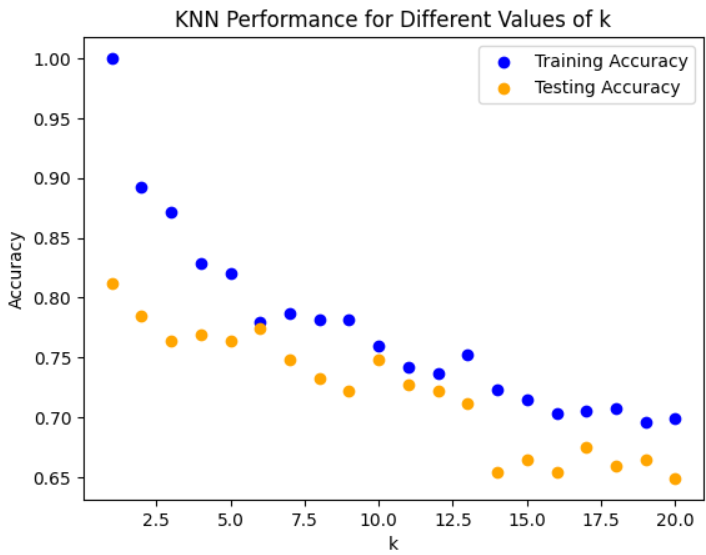 KNN Performance for Different Values of k
Training Accuracy
Testing Accuracy
1.00
0.95
0.90
0.85
0.80
0.75
0.70
0.65
Accuracy
2.5 5.0 7.5 10.0 12.5 15.0 17.5 20.0
k